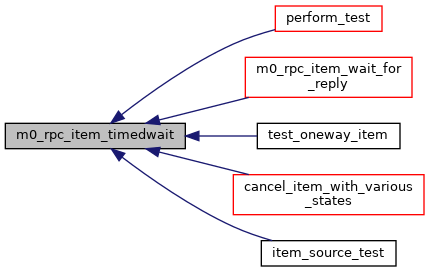 perform_test
m0_rpc_item_wait_for
_reply
m0_rpc_item_timedwait
test_oneway_item
cancel_item_with_various
_states
item_source_test